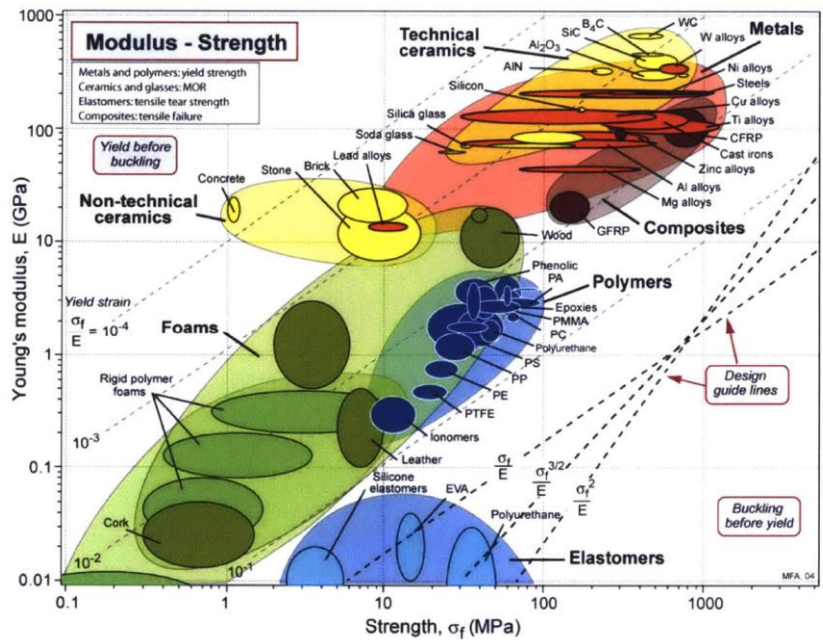 Modulus - Strength
Metals and polymers: yield strength
Ceramics and glasses: MOR
Elastomers: tensile tear strength
Composites: tensile failure
Technical
ceramics
B4C
WC
SiC
Al2O3
W alloys
Metals
AlN
Ni alloys
Silicon
Steels
Cu alloys
Silica glass
Ti alloys
Soda glass
CFRP
Cast irons
Zinc alloys
Al alloys
Mg alloys
Yield before
buckling
Stone
Brick
Lead alloys
Concrete
Non-technical
ceramics
GFRP
Composites
Wood
Phenolic
PA
Polymers
Epoxies
PMMA
PC
Polyurethane
PS
PP
PE
PTFE
Ionomers
Leather
Yield strain
σf
E = 10-4
Foams
Rigid polymer
foams
10-3
Silicone
elastomers
EVA
Polyurethane
Cork
10-2
10-1
Elastomers
σf
E
σf3/2
E
σf2
E
Design
guide lines
Buckling
before yield
MFA. 04
Young's modulus, E (GPa)
1000
100
10
1
0.1
0.01
0.1
1
10
100
1000
Strength, σf (MPa)